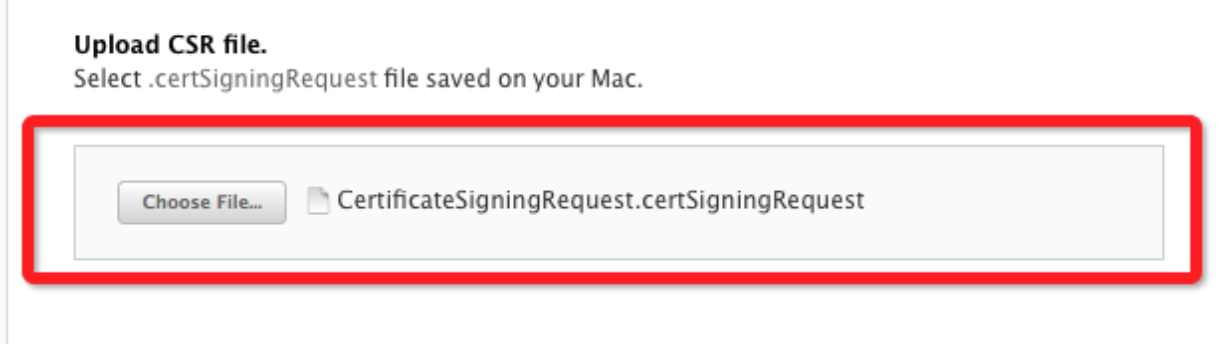 Upload CSR file.
Select .certSigningRequest file saved on your Mac.
Choose File... CertificateSigningRequest.certSigningRequest